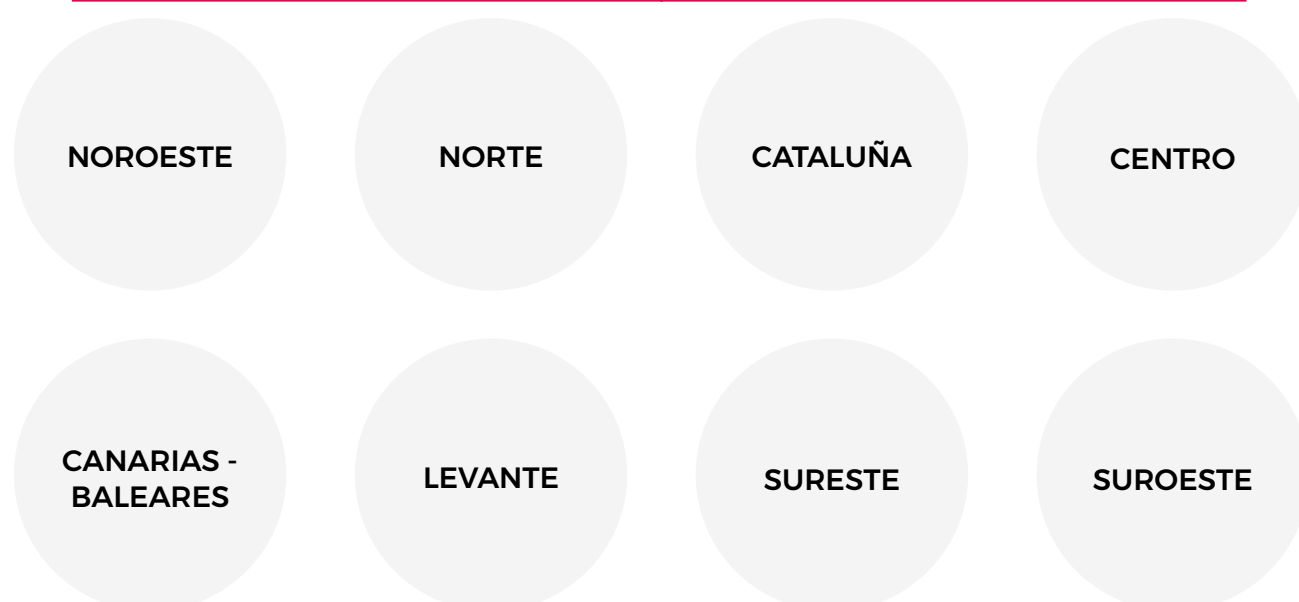 NOROESTE
NORTE
CATALUÑA
CENTRO
CANARIAS -
BALEARES
LEVANTE
SURESTE
SUROESTE